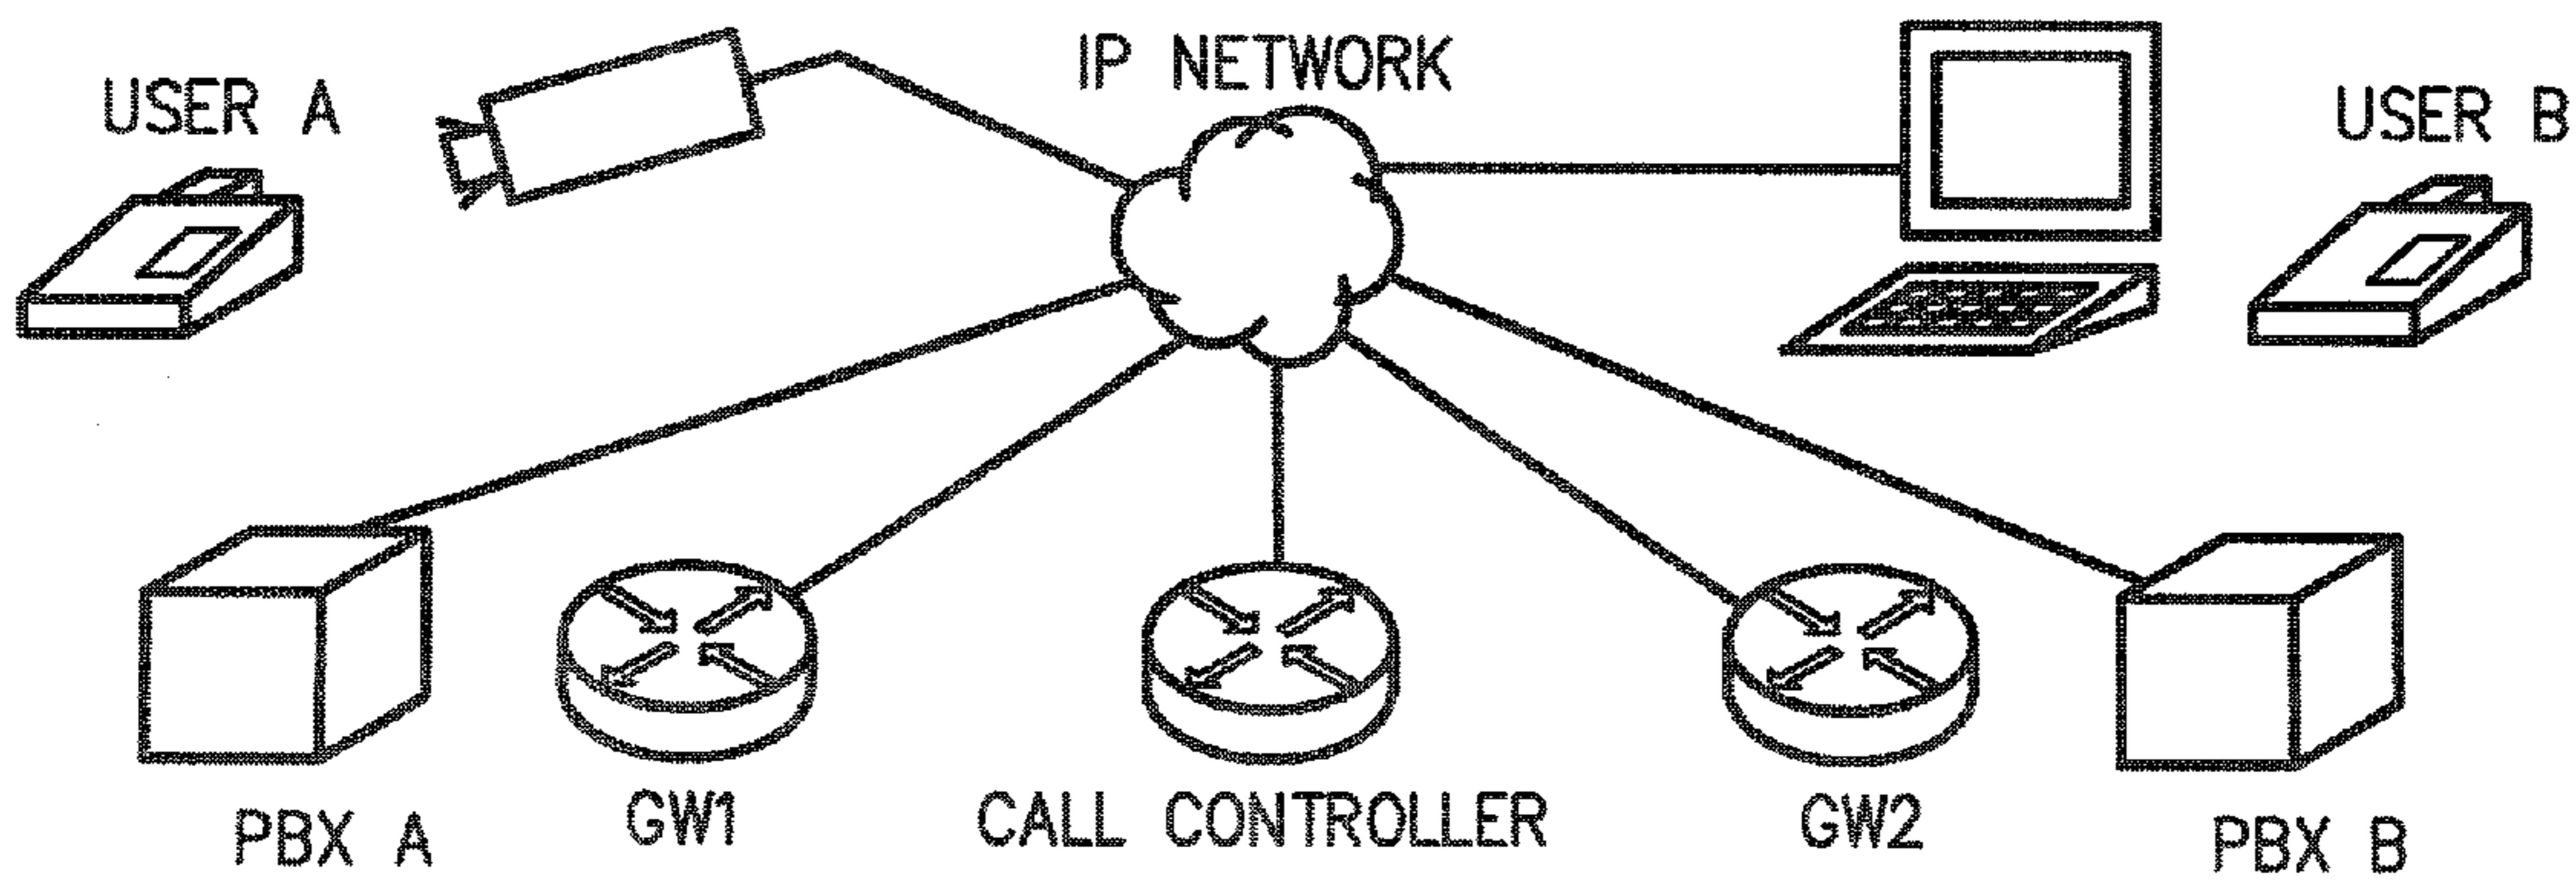 IP NETWORK
USER A
USER B
PBX A
GW1
CALL CONTROLLER
GW2
PBX B